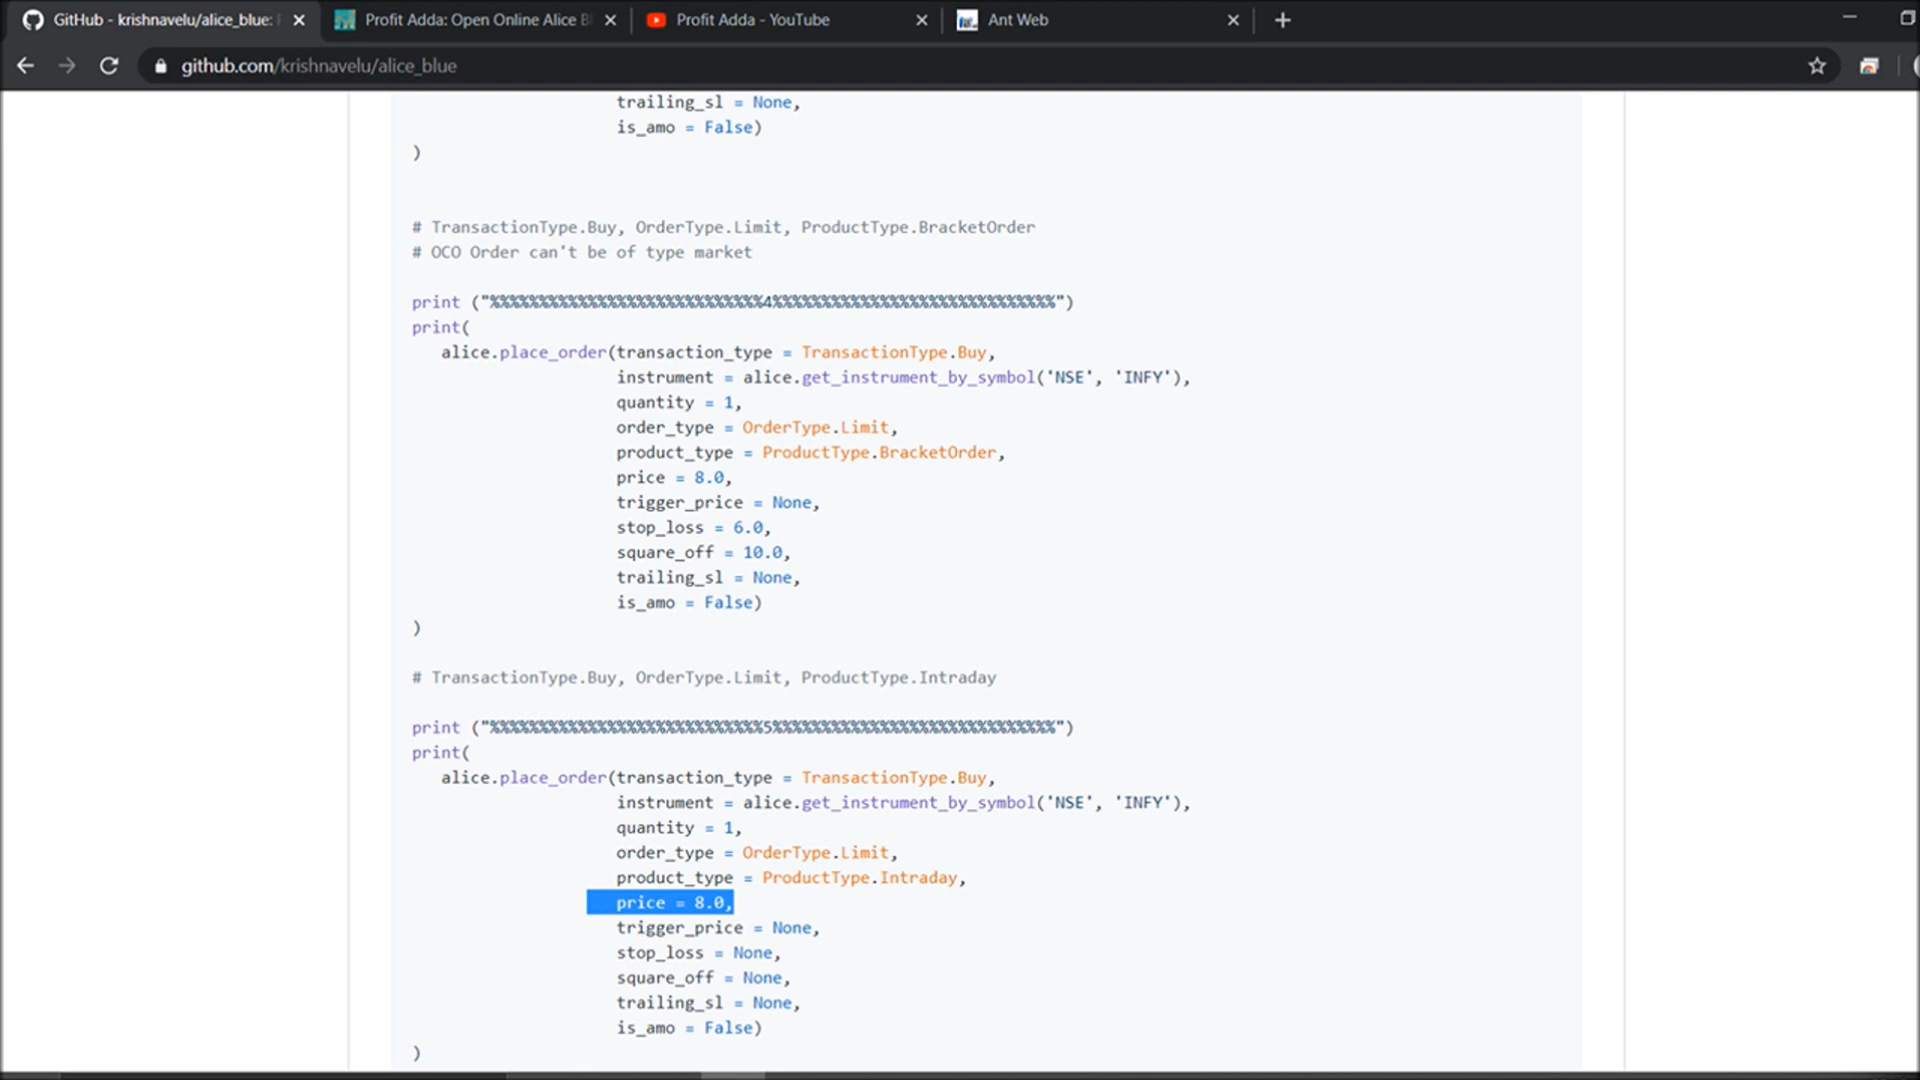 GitHub - krishnavelu/alice_blue:
Profit Adda: Open Online Alice B
Profit Adda - YouTube
Ant Web
github.com/krishnavelu/alice_blue
trailing_sl = None,
is_amo = False)
)
# TransactionType.Buy, OrderType.Limit, ProductType.BracketOrder
# OCO Order can't be of type market
print ("%%%%%%%%%%%%%%%%%%%%%%%%%%%%4%%%%%%%%%%%%%%%%%%%%%%%%%%%%%")
print(
alice.place_order(transaction_type = TransactionType.Buy,
instrument = alice.get_instrument_by_symbol('NSE', 'INFY'),
quantity = 1,
order_type = OrderType.Limit,
product_type = ProductType.BracketOrder,
price = 8.0,
trigger_price = None,
stop_loss = 6.0,
square_off = 10.0,
trailing_sl = None,
is_amo = False)
)
# TransactionType.Buy, OrderType.Limit, ProductType.Intraday
print ("%%%%%%%%%%%%%%%%%%%%%%%%%%%%5%%%%%%%%%%%%%%%%%%%%%%%%%%%%%")
print(
alice.place_order(transaction_type = TransactionType.Buy,
instrument = alice.get_instrument_by_symbol('NSE', 'INFY'),
quantity = 1,
order_type = OrderType.Limit,
product_type = ProductType.Intraday,
price = 8.0,
trigger_price = None,
stop_loss = None,
square_off = None,
trailing_sl = None,
is_amo = False)
)